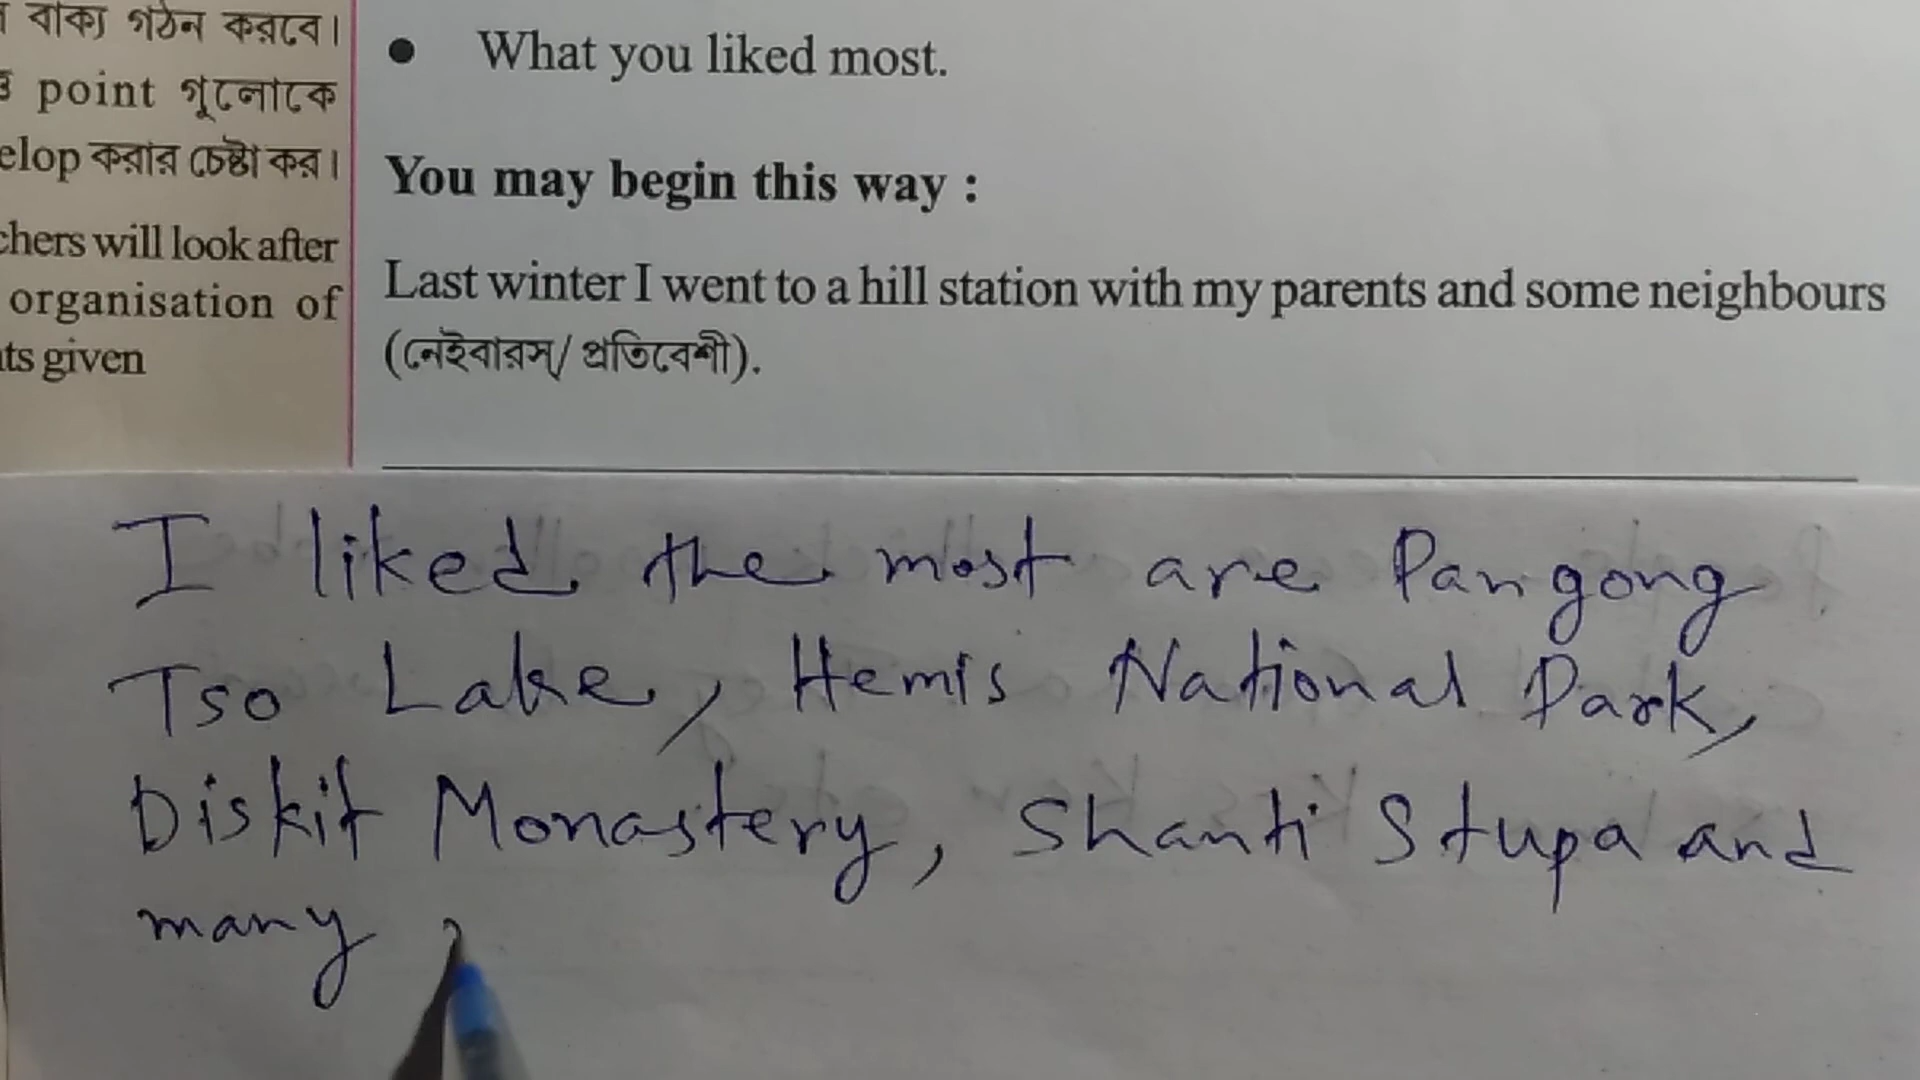 বাক্য গঠন করবে।
point গুলোকে
elop করার চেষ্টা কর।
chers will look after
organisation of
ts given
● What you liked most.
You may begin this way :
Last winter I went to a hill station with my parents and some neighbours
(নেইবারস্/ প্রতিবেশী).
I liked the most are Pangong
Tso Lake, Hemis National Park,
Diskit Monastery, Shanti Stupa and
many